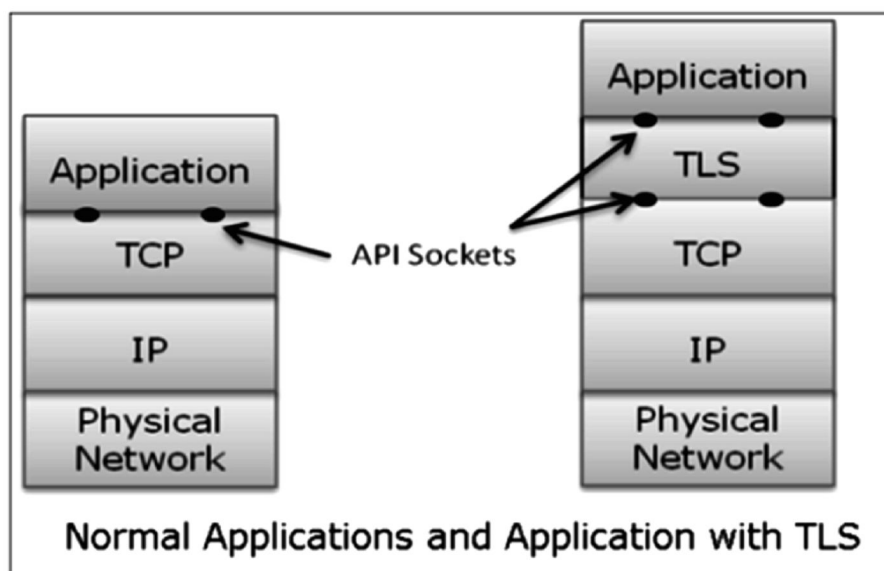 Application
TCP
IP
Physical
Network
API Sockets
Application
TLS
TCP
IP
Physical
Network
Normal Applications and Application with TLS